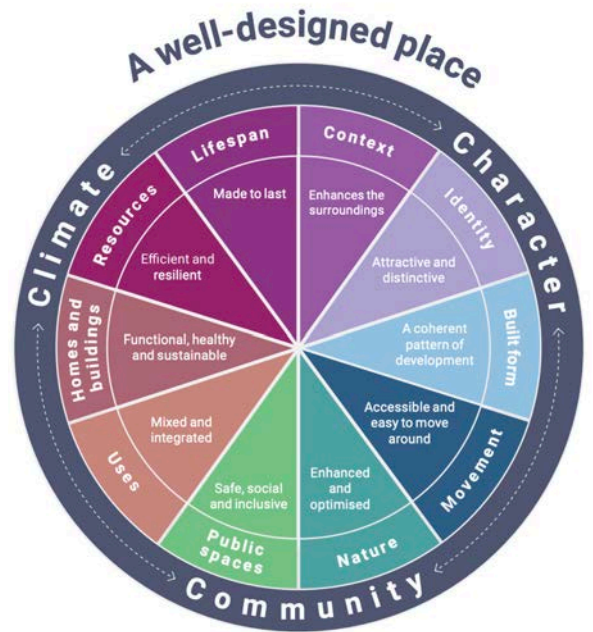 A well-designed place
Climate
Character
Community
Context
Enhances the
surroundings
Identity
Attractive and
distinctive
Built form
A coherent
pattern of
development
Movement
Accessible and
easy to move
around
Nature
Enhanced
and
optimised
Public
spaces
Safe, social
and inclusive
Uses
Mixed and
integrated
Homes and
buildings
Functional, healthy
and sustainable
Resources
Efficient and
resilient
Lifespan
Made to last